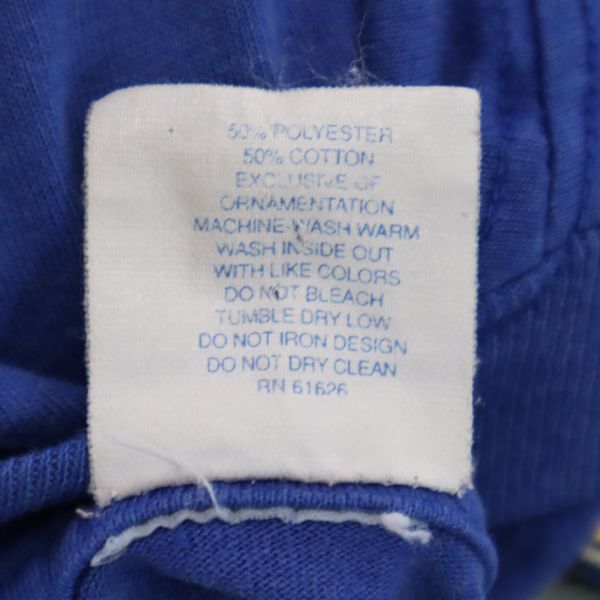 50% POLYESTER
50% COTTON
EXCLUSIVE OF
ORNAMENTATION
MACHINE-WASH WARM
WASH INSIDE OUT
WITH LIKE COLORS
DO NOT BLEACH
TUMBLE DRY LOW
DO NOT IRON DESIGN
DO NOT DRY CLEAN
RN 61626